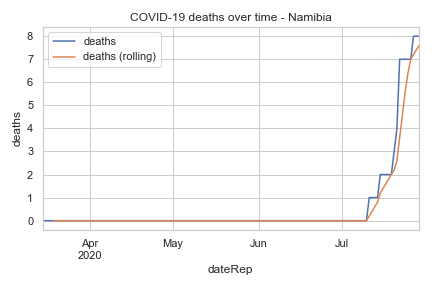 COVID-19 deaths over time - Namibia
deaths
deaths (rolling)
8
7
6
5
4
3
2
1
0
deaths
Apr
2020
May
Jun
Jul
dateRep